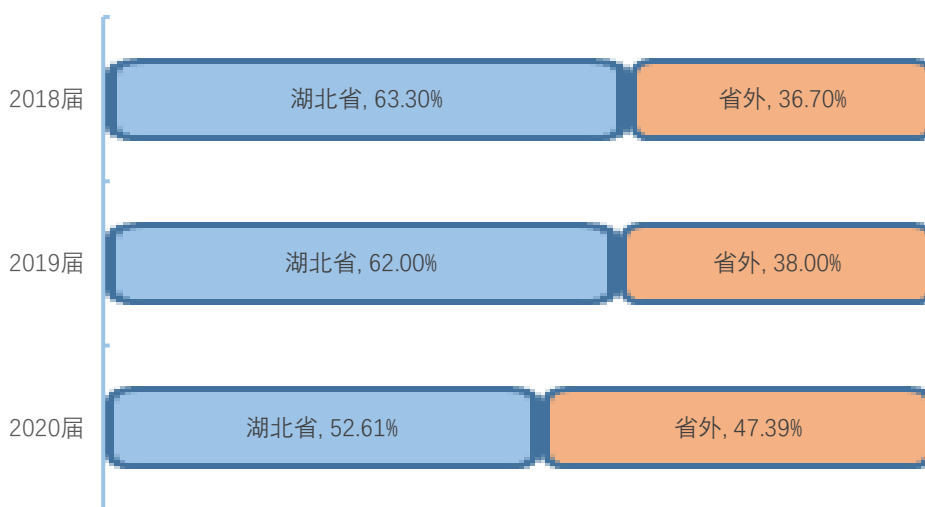 2018届 湖北省, 63.30% 省外, 36.70%
2019届 湖北省, 62.00% 省外, 38.00%
2020届 湖北省, 52.61% 省外, 47.39%